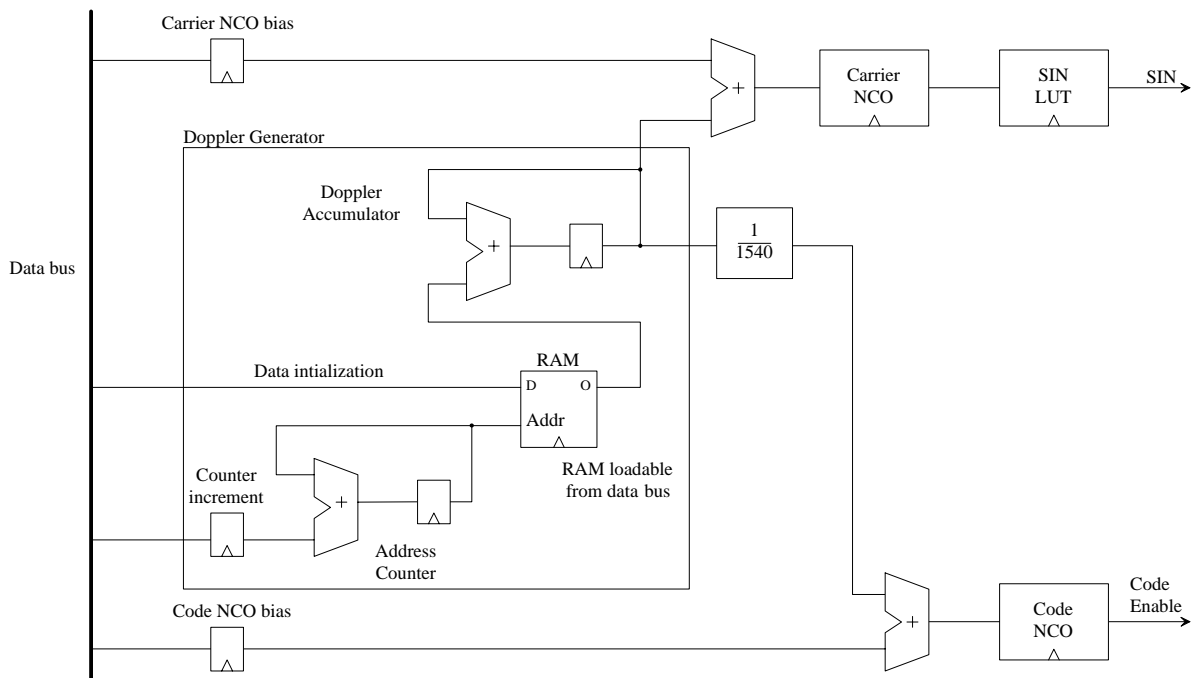 Carrier NCO bias
+
Carrier
NCO
SIN
LUT
SIN
Doppler Generator
Doppler
Accumulator
+
1
1540
Data bus
RAM
Data intialization
D
O
Addr
Counter
increment
+
RAM loadable
from data bus
Address
Counter
Code NCO bias
+
Code
NCO
Code
Enable